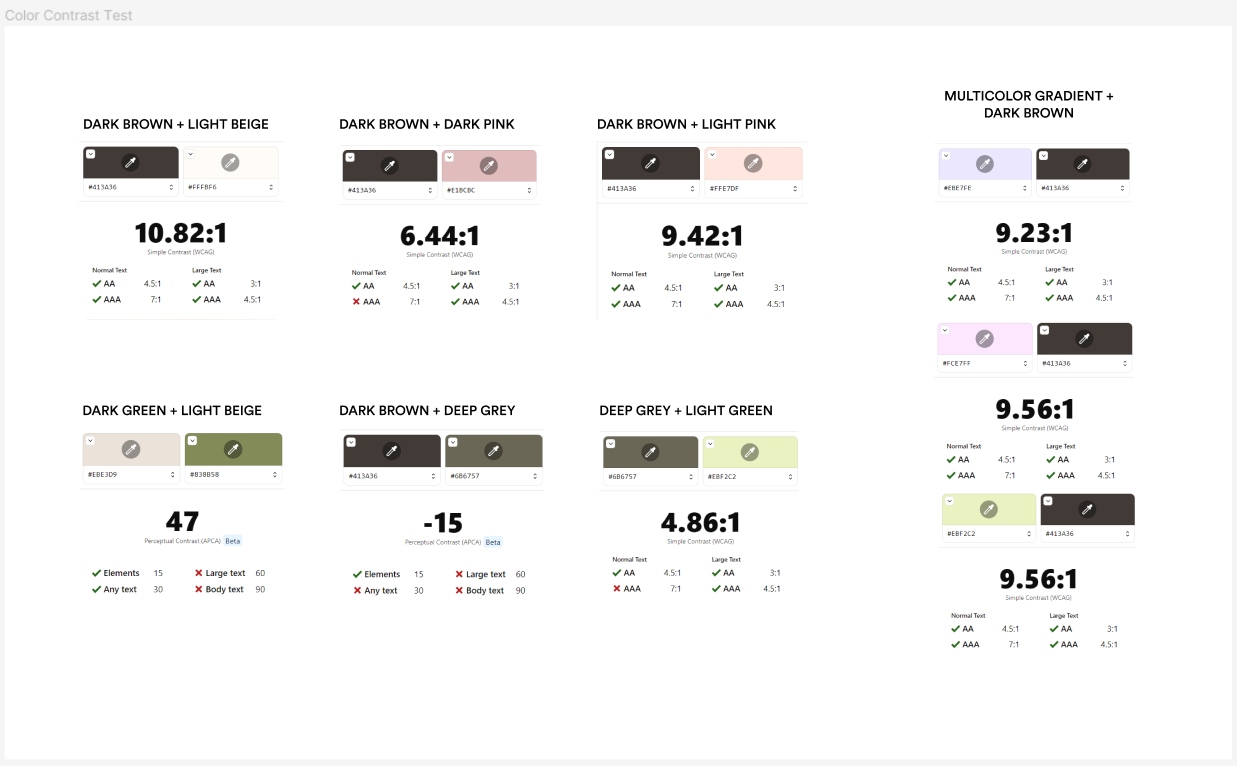 Color Contrast Test
DARK BROWN + LIGHT BEIGE
#413A36 #FFFBF6
10.82:1
Simple Contrast (WCAG)
Normal Text Large Text
AA 4.5:1 AA 3:1
AAA 7:1 AAA 4.5:1
DARK BROWN + DARK PINK
#413A36 #E1BCBC
6.44:1
Simple Contrast (WCAG)
Normal Text Large Text
AA 4.5:1 AA 3:1
AAA 7:1 AAA 4.5:1
DARK BROWN + LIGHT PINK
#413A36 #FFE7DF
9.42:1
Simple Contrast (WCAG)
Normal Text Large Text
AA 4.5:1 AA 3:1
AAA 7:1 AAA 4.5:1
DARK GREEN + LIGHT BEIGE
#EBE3D9 #838B58
47
Perceptual Contrast (APCA) Beta
Elements 15 Large text 60
Any text 30 Body text 90
DARK BROWN + DEEP GREY
#413A36 #6B6757
-15
Perceptual Contrast (APCA) Beta
Elements 15 Large text 60
Any text 30 Body text 90
DEEP GREY + LIGHT GREEN
#6B6757 #EBF2C2
4.86:1
Simple Contrast (WCAG)
Normal Text Large Text
AA 4.5:1 AA 3:1
AAA 7:1 AAA 4.5:1
MULTICOLOR GRADIENT +
DARK BROWN
#EBE7FE #413A36
9.23:1
Simple Contrast (WCAG)
Normal Text Large Text
AA 4.5:1 AA 3:1
AAA 7:1 AAA 4.5:1
#FCE7FF #413A36
9.56:1
Simple Contrast (WCAG)
Normal Text Large Text
AA 4.5:1 AA 3:1
AAA 7:1 AAA 4.5:1
#EBF2C2 #413A36
9.56:1
Simple Contrast (WCAG)
Normal Text Large Text
AA 4.5:1 AA 3:1
AAA 7:1 AAA 4.5:1